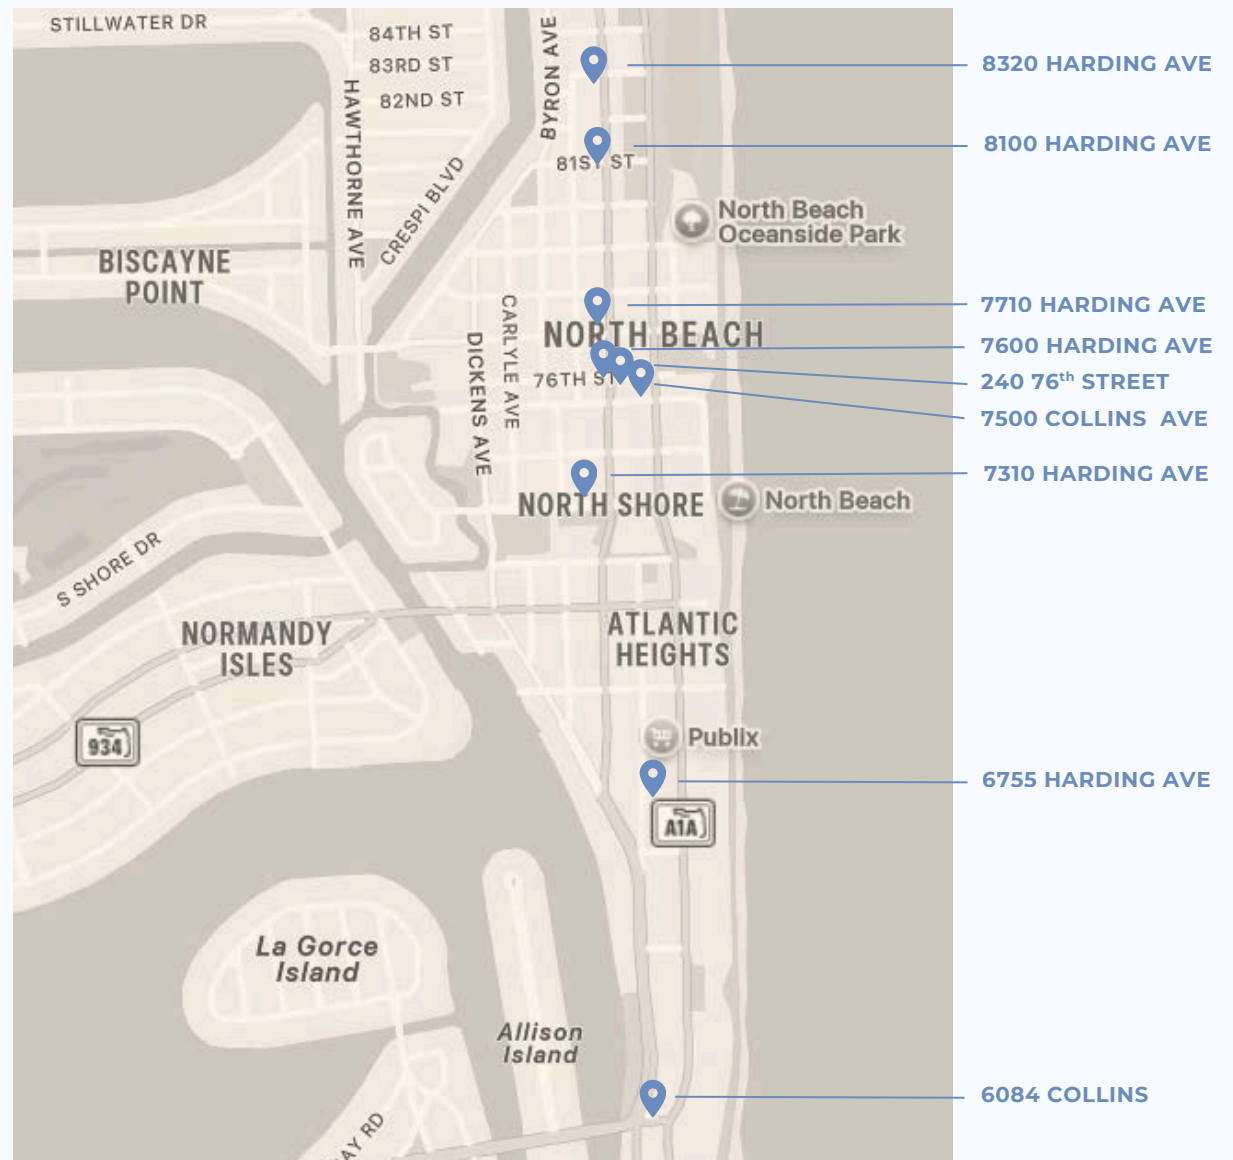 STILLWATER DR
84TH ST
83RD ST
82ND ST
HAWTHORNE AVE
BYRON AVE
CRESPI BLVD
81ST ST
North Beach
Oceanside Park
BISCAYNE
POINT
CARLYLE AVE
DICKENS AVE
NORTH BEACH
76TH ST
NORTH SHORE
North Beach
S SHORE DR
NORMANDY
ISLES
ATLANTIC
HEIGHTS
934
Publix
A1A
La Gorce
Island
Allison
Island
AY RD
8320 HARDING AVE
8100 HARDING AVE
7710 HARDING AVE
7600 HARDING AVE
240 76th STREET
7500 COLLINS AVE
7310 HARDING AVE
6755 HARDING AVE
6084 COLLINS